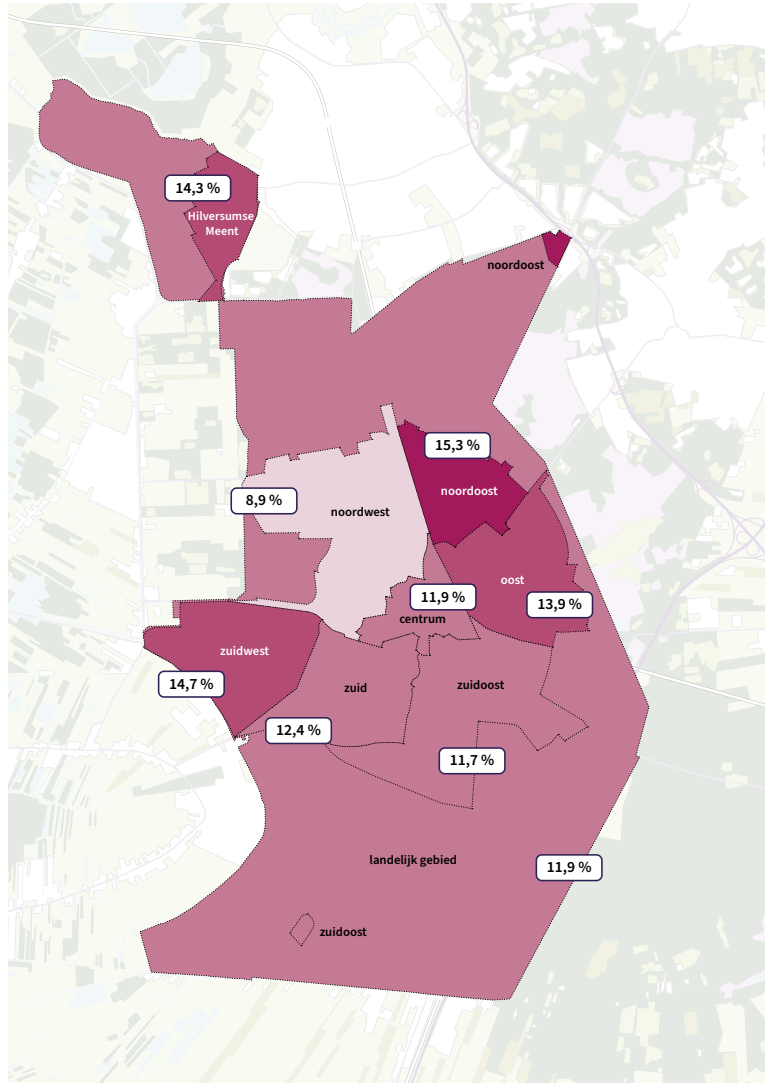 14,3 %
Hilversumse
Meent
noordoost
15,3 %
noordoost
8,9 %
noordwest
oost
11,9 %
13,9 %
centrum
zuidwest
14,7 %
zuid
zuidoost
12,4 %
11,7 %
landelijk gebied
11,9 %
zuidoost